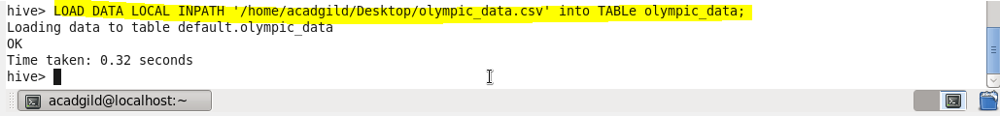 hive> LOAD DATA LOCAL INPATH '/home/acadgild/Desktop/olympic_data.csv' into TABLe olympic_data;
Loading data to table default.olympic_data
OK
Time taken: 0.32 seconds
hive>
acadgild@localhost:~